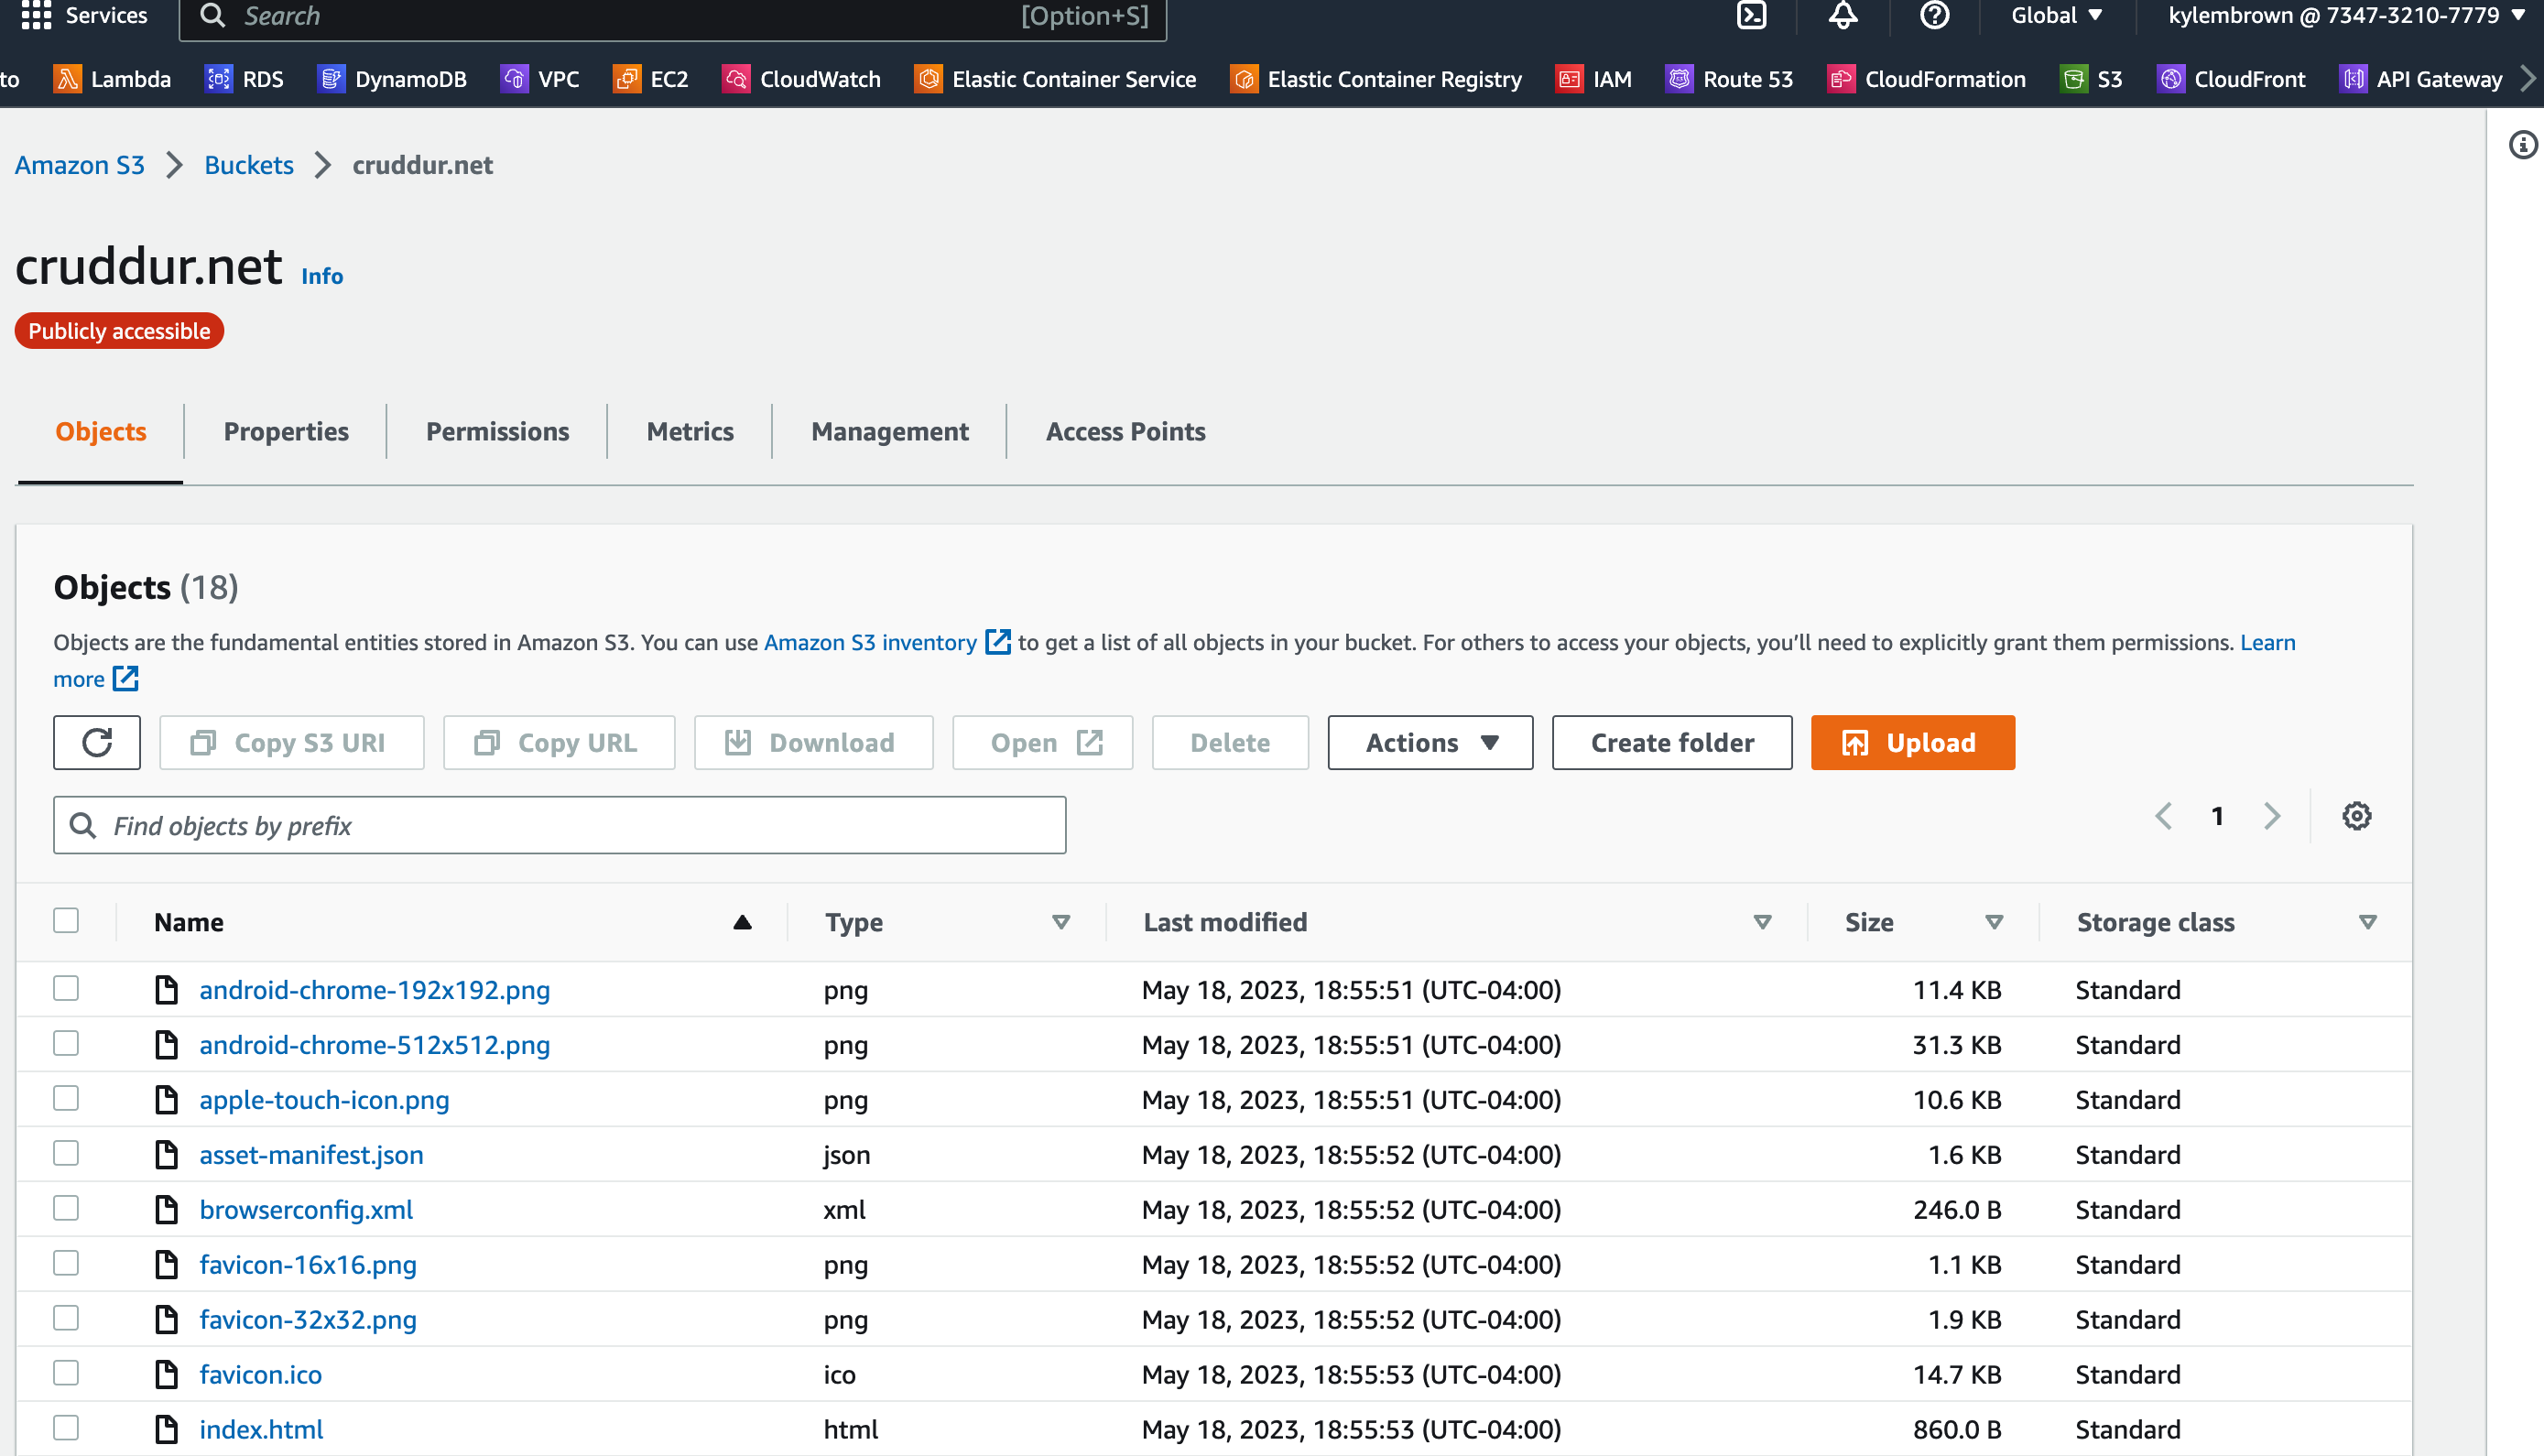 Services Search [Option+S] Global kylembrown @ 7347-3210-7779
to Lambda RDS DynamoDB VPC EC2 CloudWatch Elastic Container Service Elastic Container Registry IAM Route 53 CloudFormation S3 CloudFront API Gateway
Amazon S3 Buckets cruddur.net
cruddur.net Info
Publicly accessible
Objects Properties Permissions Metrics Management Access Points
Objects (18)
Objects are the fundamental entities stored in Amazon S3. You can use Amazon S3 inventory to get a list of all objects in your bucket. For others to access your objects, you’ll need to explicitly grant them permissions. Learn
more
Copy S3 URI Copy URL Download Open Delete Actions Create folder Upload
Find objects by prefix 1
Name Type Last modified Size Storage class
android-chrome-192x192.png png May 18, 2023, 18:55:51 (UTC-04:00) 11.4 KB Standard
android-chrome-512x512.png png May 18, 2023, 18:55:51 (UTC-04:00) 31.3 KB Standard
apple-touch-icon.png png May 18, 2023, 18:55:51 (UTC-04:00) 10.6 KB Standard
asset-manifest.json json May 18, 2023, 18:55:52 (UTC-04:00) 1.6 KB Standard
browserconfig.xml xml May 18, 2023, 18:55:52 (UTC-04:00) 246.0 B Standard
favicon-16x16.png png May 18, 2023, 18:55:52 (UTC-04:00) 1.1 KB Standard
favicon-32x32.png png May 18, 2023, 18:55:52 (UTC-04:00) 1.9 KB Standard
favicon.ico ico May 18, 2023, 18:55:53 (UTC-04:00) 14.7 KB Standard
index.html html May 18, 2023, 18:55:53 (UTC-04:00) 860.0 B Standard